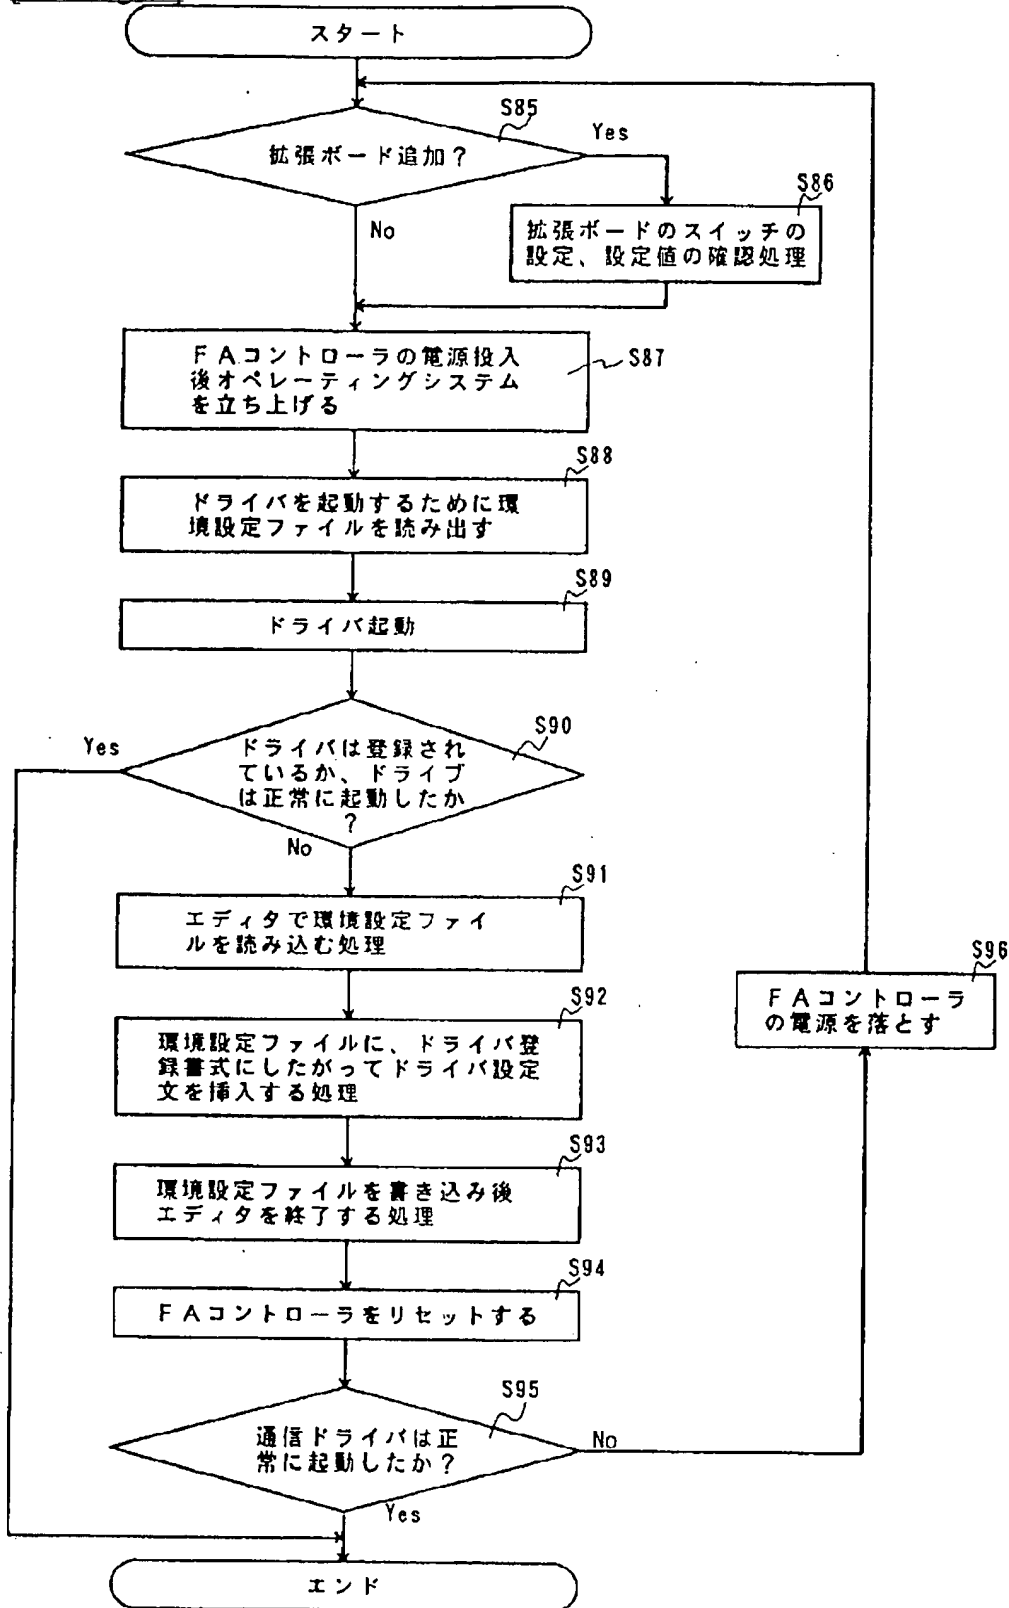 スタート
S85
拡張ボード追加?
Yes
No
S86
拡張ボードのスイッチの
設定、設定値の確認処理
FAコントローラの電源投入
後オペレーティングシステム
を立ち上げる
S87
S88
ドライバを起動するために環
境設定ファイルを読み出す
S89
ドライバ起動
S90
Yes
ドライバは登録され
ているか、ドライブ
は正常に起動したか
?
No
S91
エディタで環境設定ファイ
ルを読み込む処理
S96
FAコントローラ
の電源を落とす
S92
環境設定ファイルに、ドライバ登
録書式にしたがってドライバ設定
文を挿入する処理
S93
環境設定ファイルを書き込み後
エディタを終了する処理
S94
FAコントローラをリセットする
S95
通信ドライバは正
常に起動したか?
No
Yes
エンド